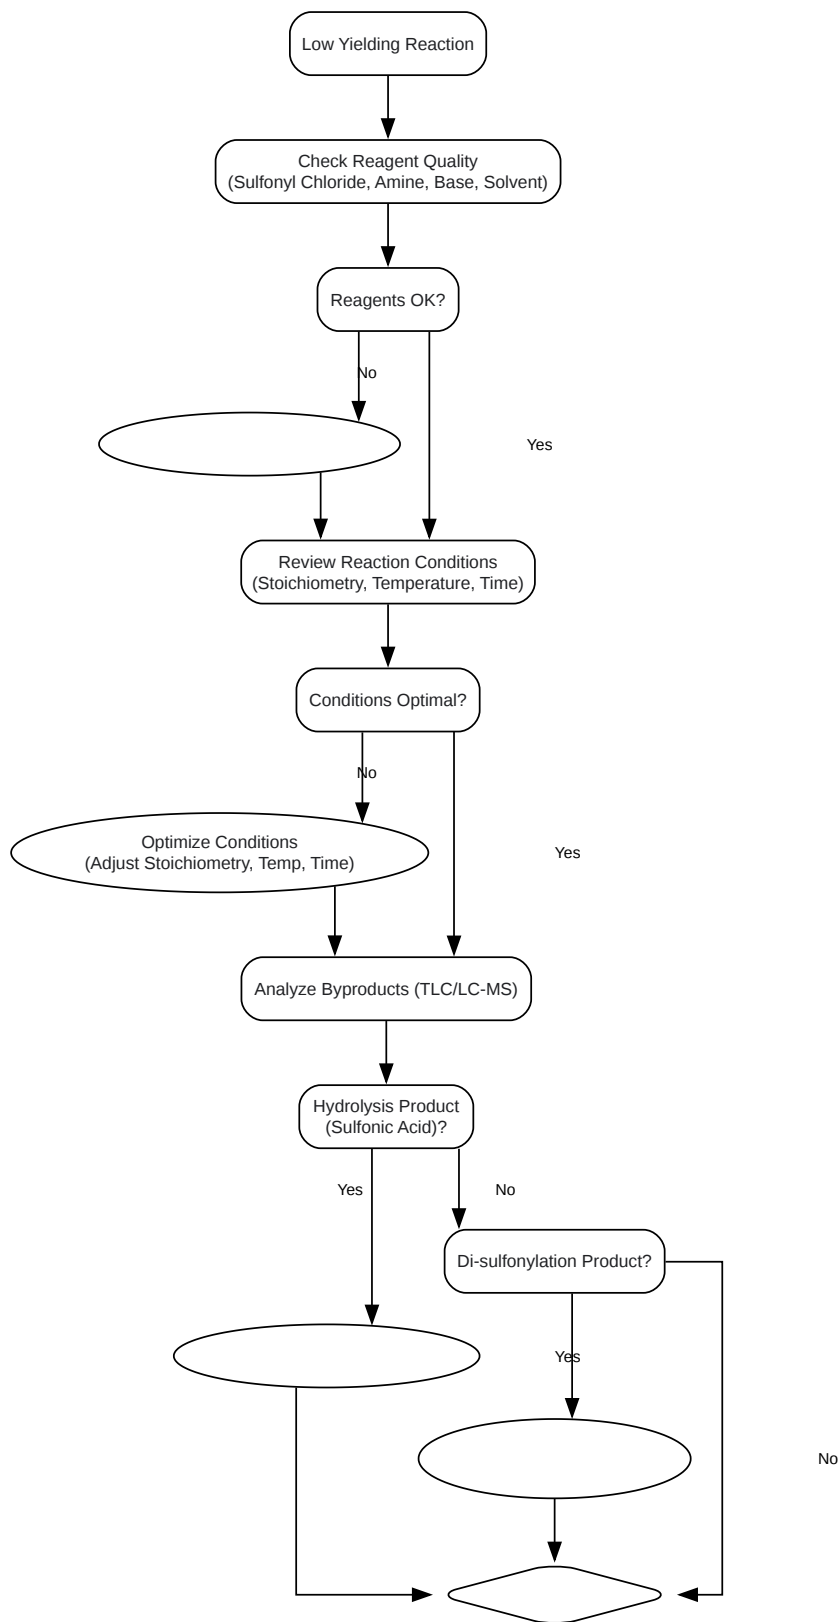 Low Yielding Reaction
Check Reagent Quality
(Sulfonyl Chloride, Amine, Base, Solvent)
Reagents OK?
No
Yes
Review Reaction Conditions
(Stoichiometry, Temperature, Time)
Conditions Optimal?
No
Optimize Conditions
(Adjust Stoichiometry, Temp, Time)
Yes
Analyze Byproducts (TLC/LC-MS)
Hydrolysis Product
(Sulfonic Acid)?
Yes
No
Di-sulfonylation Product?
Yes
No